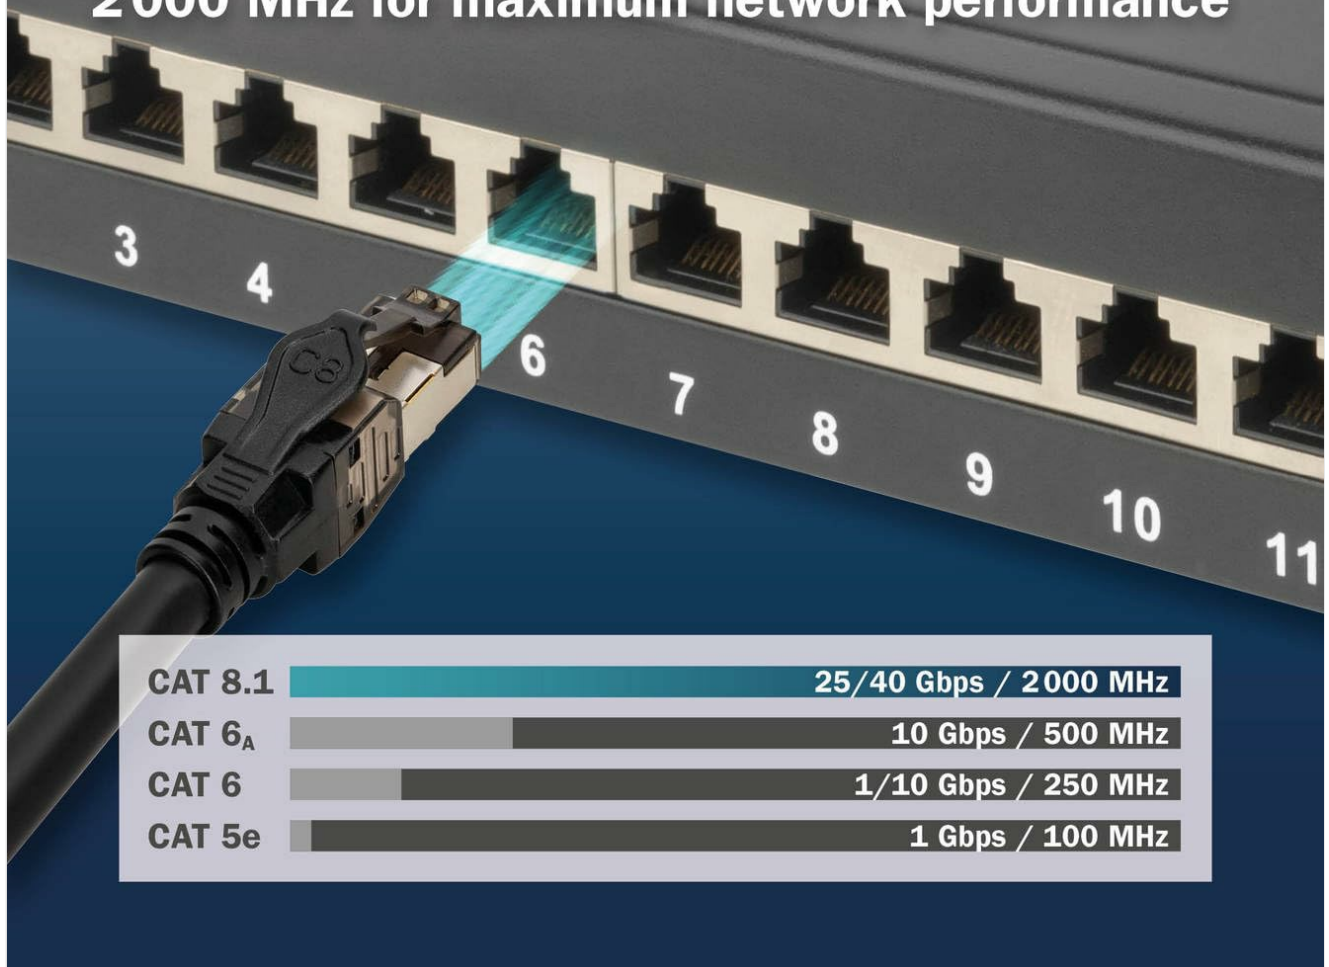 2000 MHz for maximum network performance
3
4
6
7
8
9
10
11
C8
CAT 8.1 25/40 Gbps / 2000 MHz
CAT 6A 10 Gbps / 500 MHz
CAT 6 1/10 Gbps / 250 MHz
CAT 5e 1 Gbps / 100 MHz